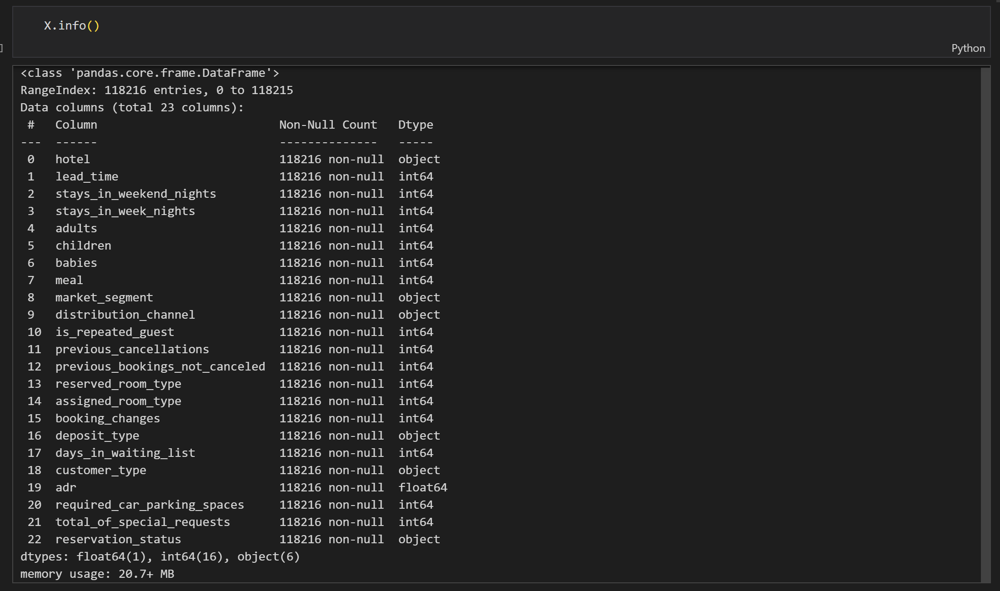 X.info()
]
Python
<class 'pandas.core.frame.DataFrame'>
RangeIndex: 118216 entries, 0 to 118215
Data columns (total 23 columns):
 #   Column                          Non-Null Count   Dtype
---  ------                          --------------   -----
 0   hotel                           118216 non-null  object
 1   lead_time                       118216 non-null  int64
 2   stays_in_weekend_nights         118216 non-null  int64
 3   stays_in_week_nights            118216 non-null  int64
 4   adults                          118216 non-null  int64
 5   children                        118216 non-null  int64
 6   babies                          118216 non-null  int64
 7   meal                            118216 non-null  int64
 8   market_segment                  118216 non-null  object
 9   distribution_channel            118216 non-null  object
 10  is_repeated_guest               118216 non-null  int64
 11  previous_cancellations          118216 non-null  int64
 12  previous_bookings_not_canceled  118216 non-null  int64
 13  reserved_room_type              118216 non-null  int64
 14  assigned_room_type              118216 non-null  int64
 15  booking_changes                 118216 non-null  int64
 16  deposit_type                    118216 non-null  object
 17  days_in_waiting_list            118216 non-null  int64
 18  customer_type                   118216 non-null  object
 19  adr                             118216 non-null  float64
 20  required_car_parking_spaces     118216 non-null  int64
 21  total_of_special_requests       118216 non-null  int64
 22  reservation_status              118216 non-null  object
dtypes: float64(1), int64(16), object(6)
memory usage: 20.7+ MB